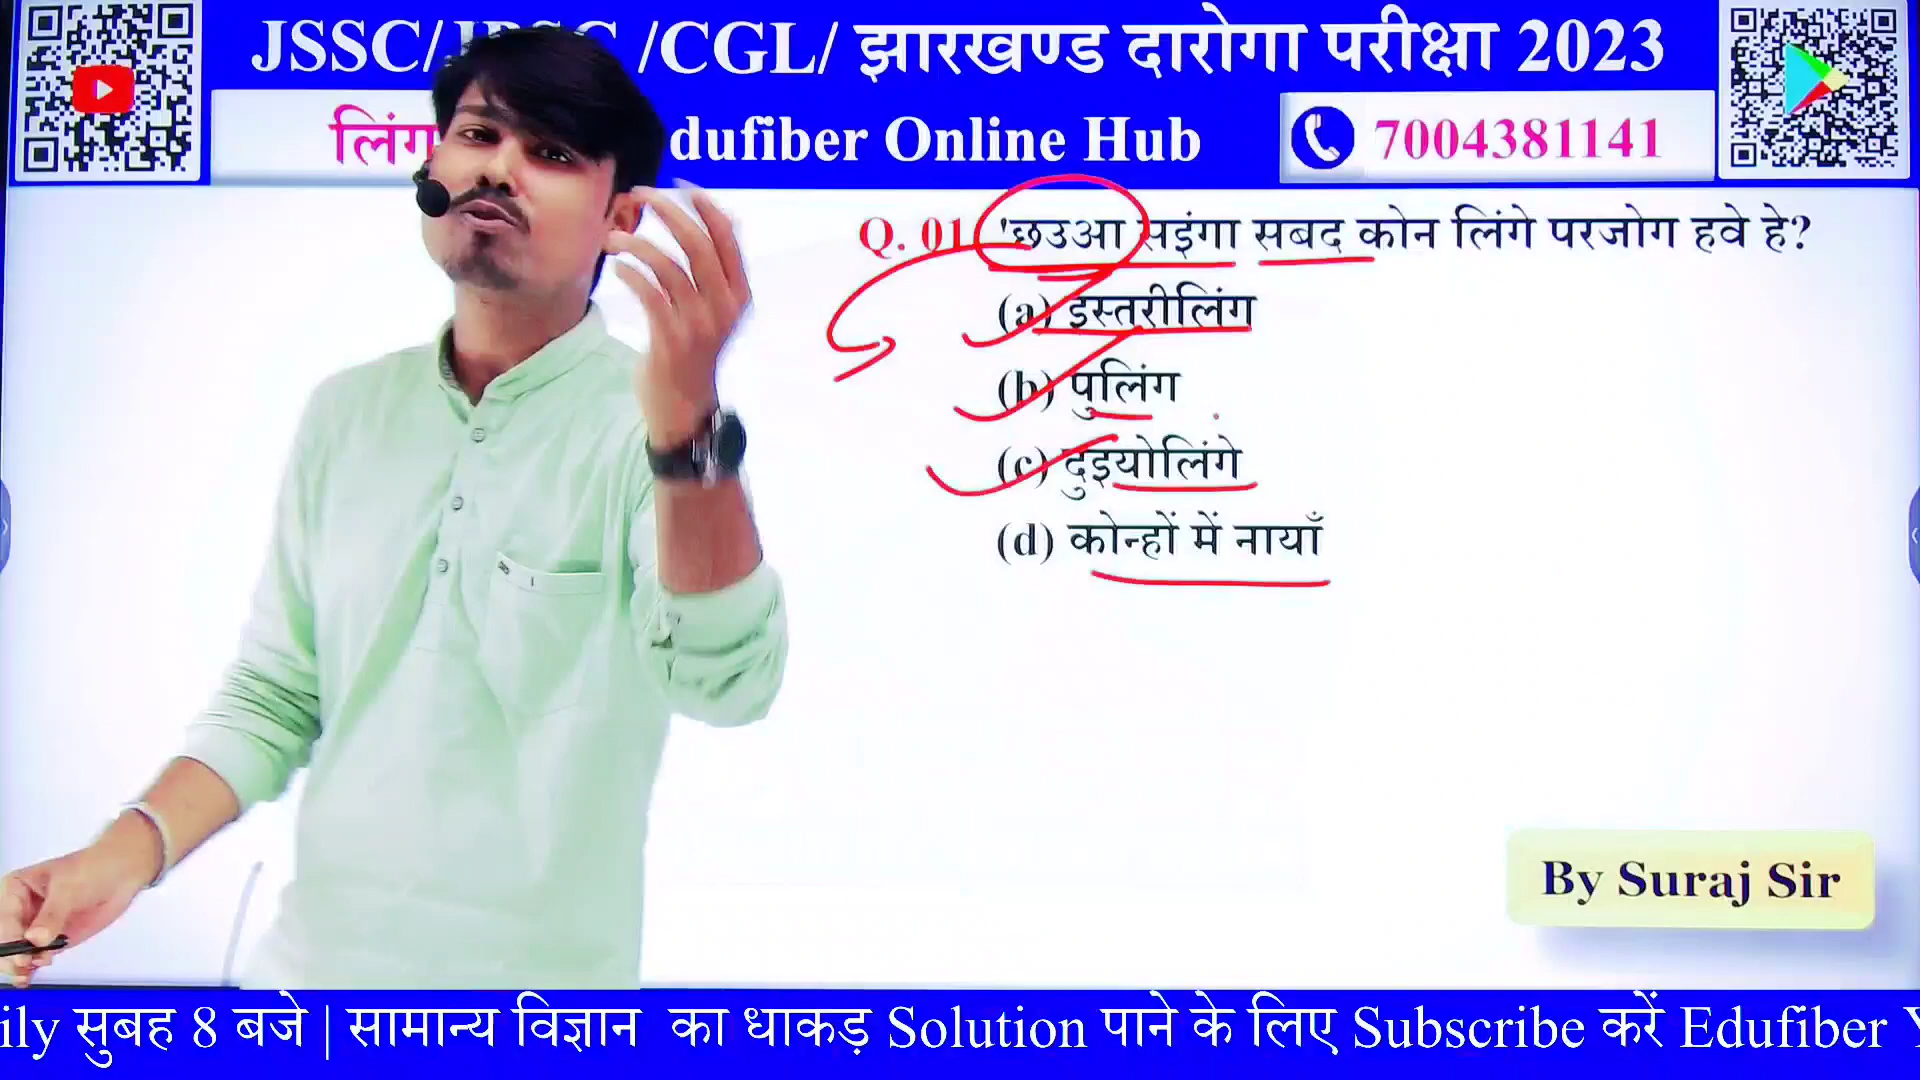 JSSC/ /CGL/ झारखण्ड दारोगा परीक्षा 2023
लिंग dufiber Online Hub 7004381141
Q. 01 'छउआ सइंगा सबद कोन लिंगे परजोग हवे हे?
(a) इस्तरीलिंग
(b) पुलिंग
(c) दुइयोलिंगे
(d) कोन्हों में नायाँ
By Suraj Sir
ily सुबह 8 बजे | सामान्य विज्ञान का धाकड़ Solution पाने के लिए Subscribe करें Edufiber Y